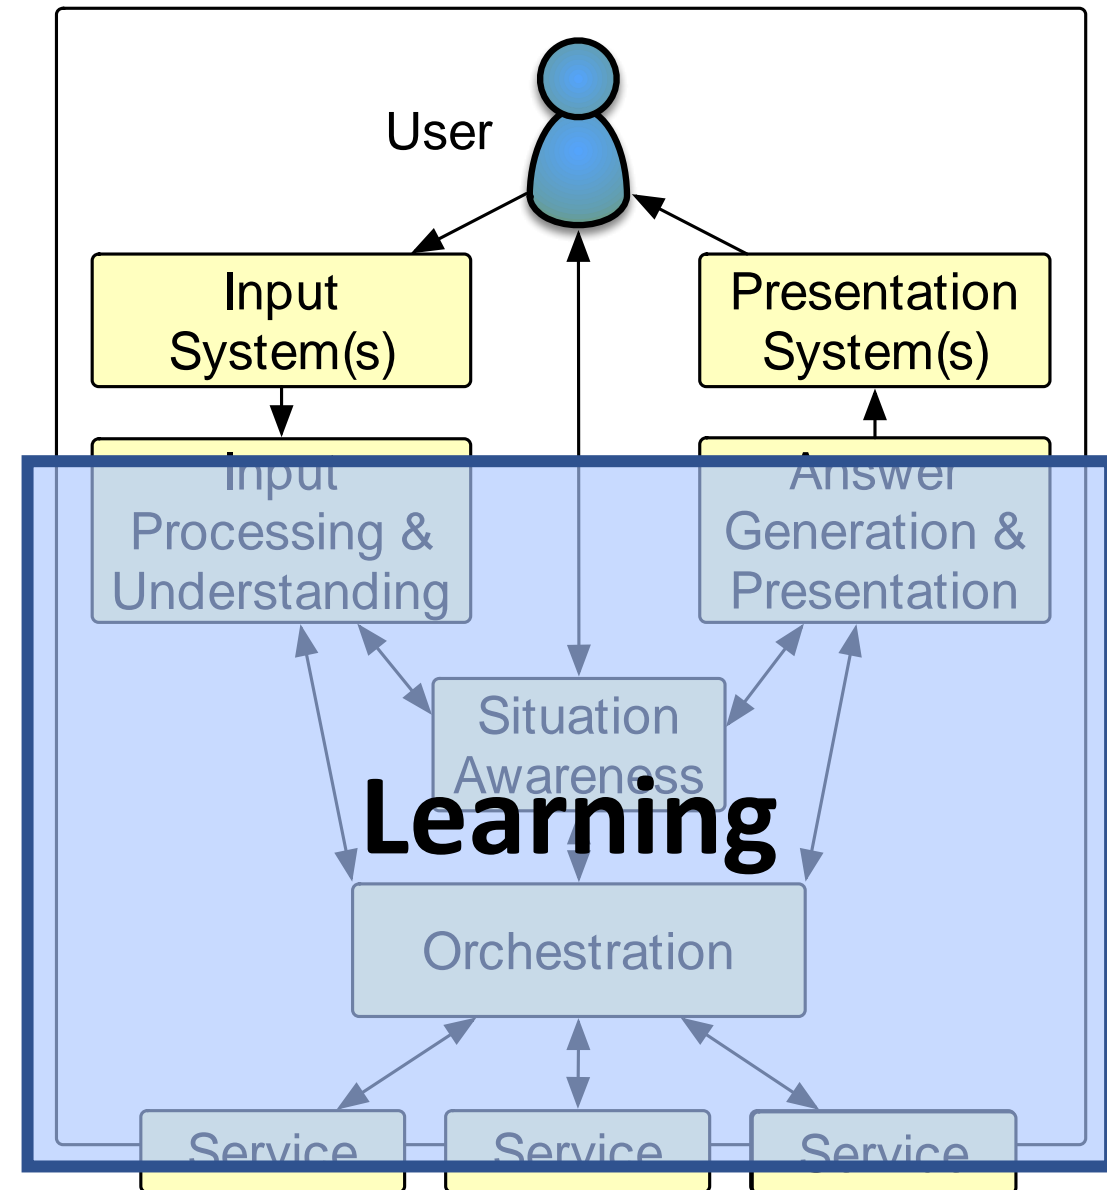 User
Input
System(s)
Presentation
System(s)
Input
Processing &
Understanding
Answer
Generation &
Presentation
Situation
Awareness
Learning
Orchestration
Service
Service
Service